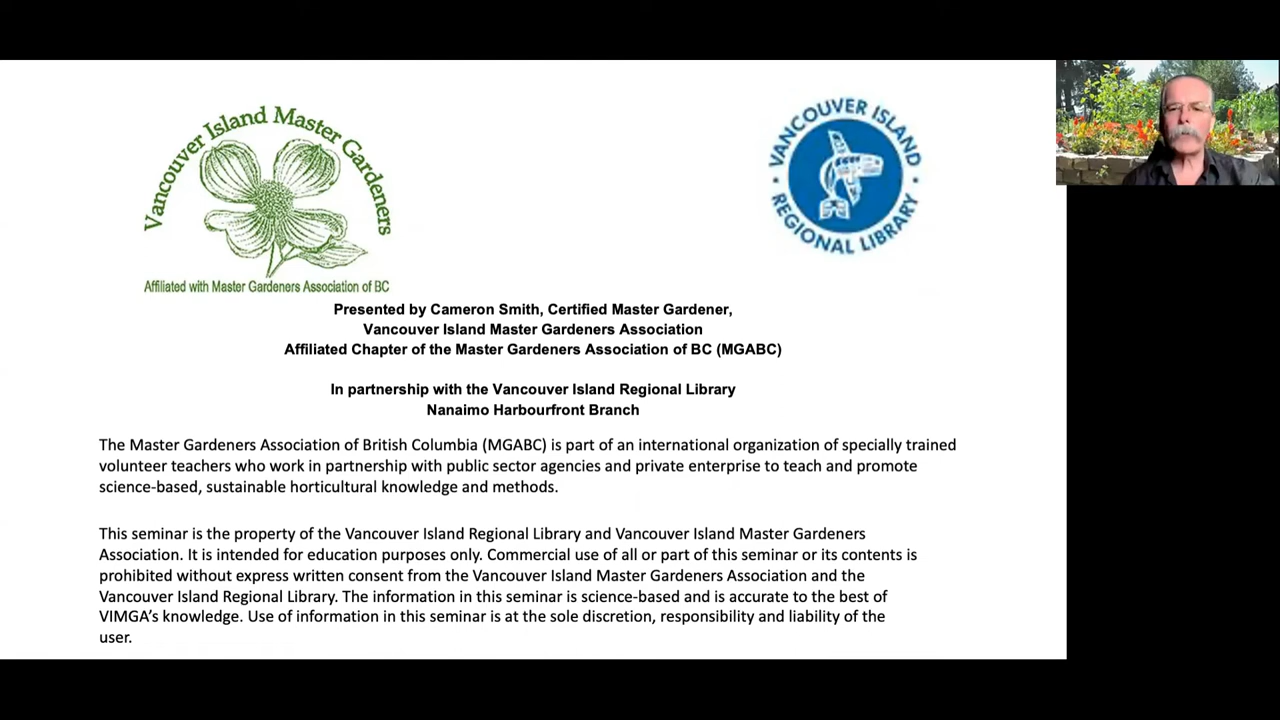 Vancouver Island Master Gardeners
Affiliated with Master Gardeners Association of BC
VANCOUVER ISLAND
REGIONAL LIBRARY
Presented by Cameron Smith, Certified Master Gardener,
Vancouver Island Master Gardeners Association
Affiliated Chapter of the Master Gardeners Association of BC (MGABC)
In partnership with the Vancouver Island Regional Library
Nanaimo Harbourfront Branch
The Master Gardeners Association of British Columbia (MGABC) is part of an international organization of specially trained
volunteer teachers who work in partnership with public sector agencies and private enterprise to teach and promote
science-based, sustainable horticultural knowledge and methods.
This seminar is the property of the Vancouver Island Regional Library and Vancouver Island Master Gardeners
Association. It is intended for education purposes only. Commercial use of all or part of this seminar or its contents is
prohibited without express written consent from the Vancouver Island Master Gardeners Association and the
Vancouver Island Regional Library. The information in this seminar is science-based and is accurate to the best of
VIMGA's knowledge. Use of information in this seminar is at the sole discretion, responsibility and liability of the
user.